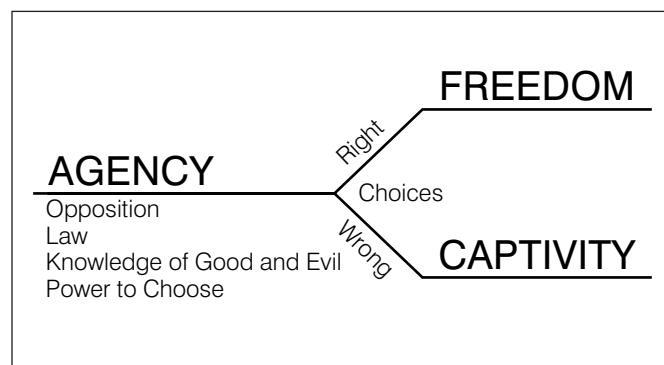 FREEDOM
Right
AGENCY
Choices
Opposition
Law
Knowledge of Good and Evil
Power to Choose
Wrong
CAPTIVITY